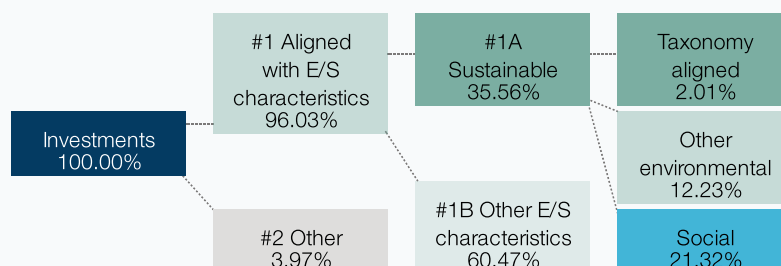 #1 Aligned
with E/S
characteristics
96.03%
#1A
Sustainable
35.56%
Taxonomy
aligned
2.01%
Investments
100.00%
Other
environmental
12.23%
#1B Other E/S
characteristics
60.47%
#2 Other
3.97%
Social
21.32%